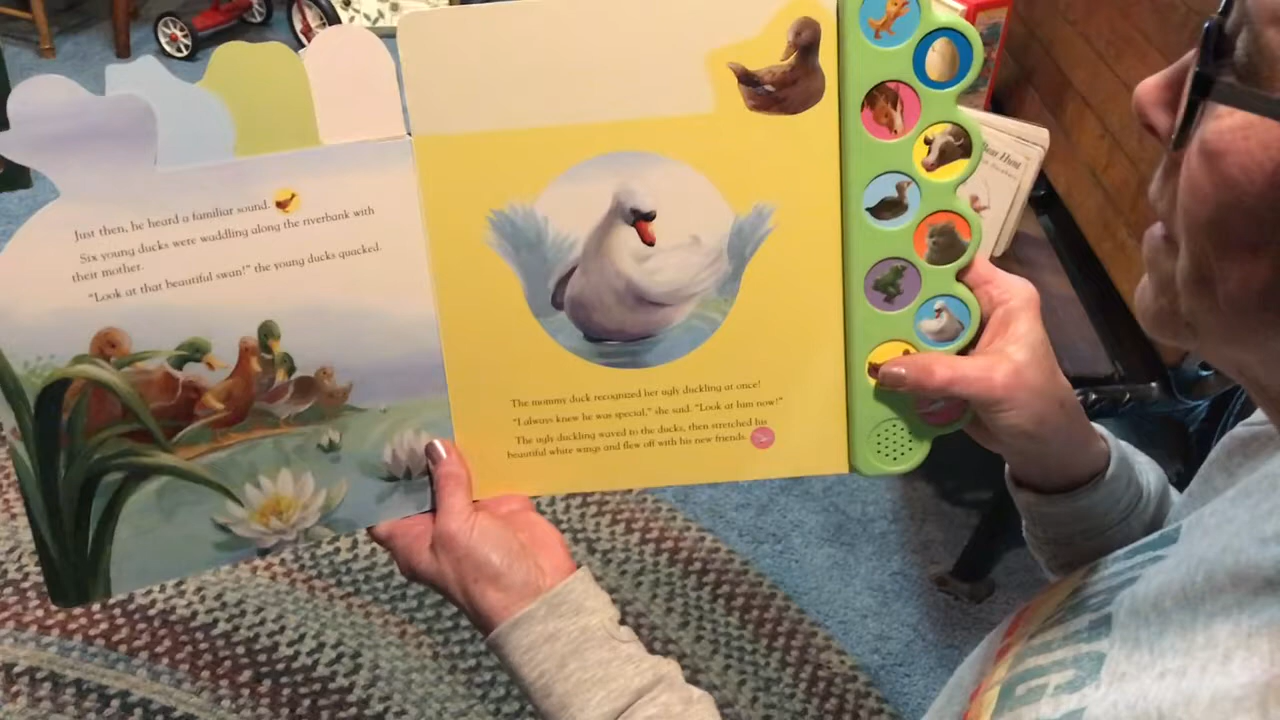 Just then, he heard a familiar sound.
Six young ducks were waddling along the riverbank with
their mother.
"Look at that beautiful swan!" the young ducks quacked.
The mommy duck recognized her ugly duckling at once!
"I always knew he was special," she said. "Look at him now!"
The ugly duckling waved to the ducks, then stretched his
beautiful white wings and flew off with his new friends.
Bear Hunt